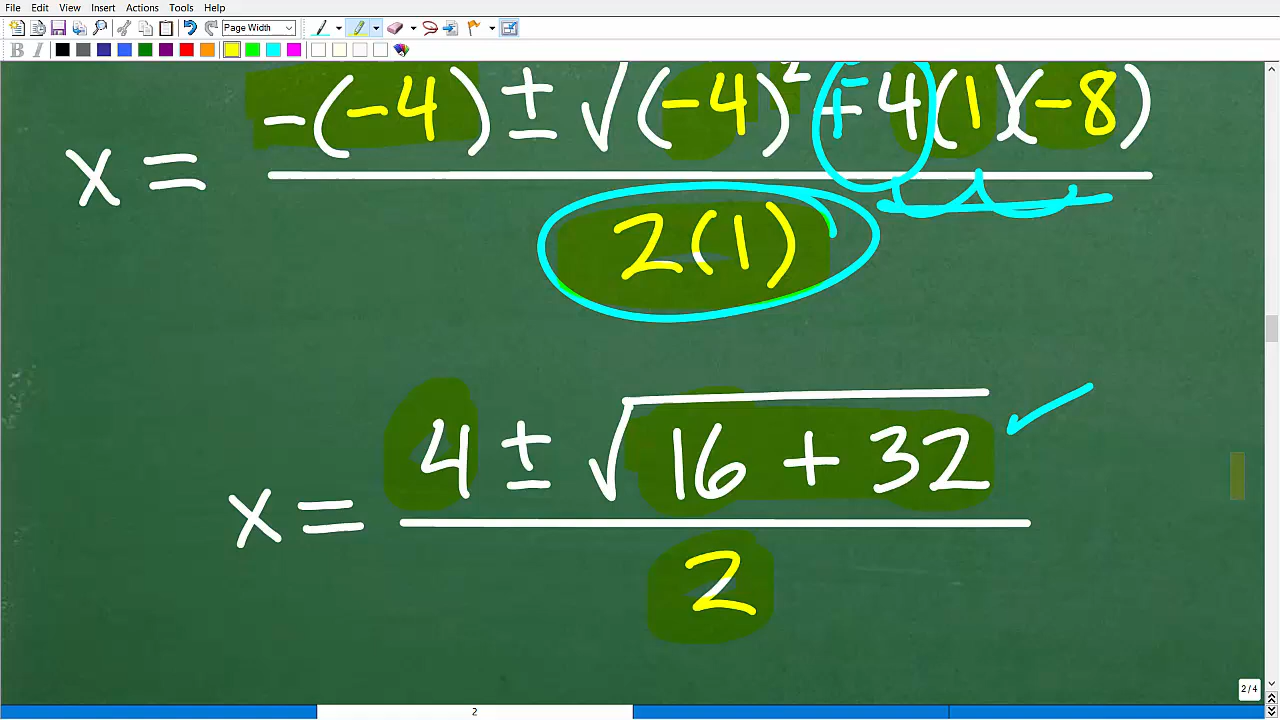 File Edit View Insert Actions Tools Help
Page Width
B I
-(-4) ± √(-4)² - 4(1)(-8)
x =
2(1)
4 ± √16 + 32
x =
2
2/4
2